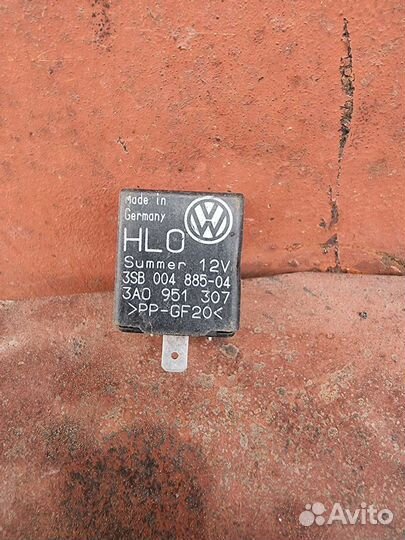 Made in
Germany
HLO
Summer 12V
3SB 004 885-04
3A0 951 307
>PP-GF20<
Avito